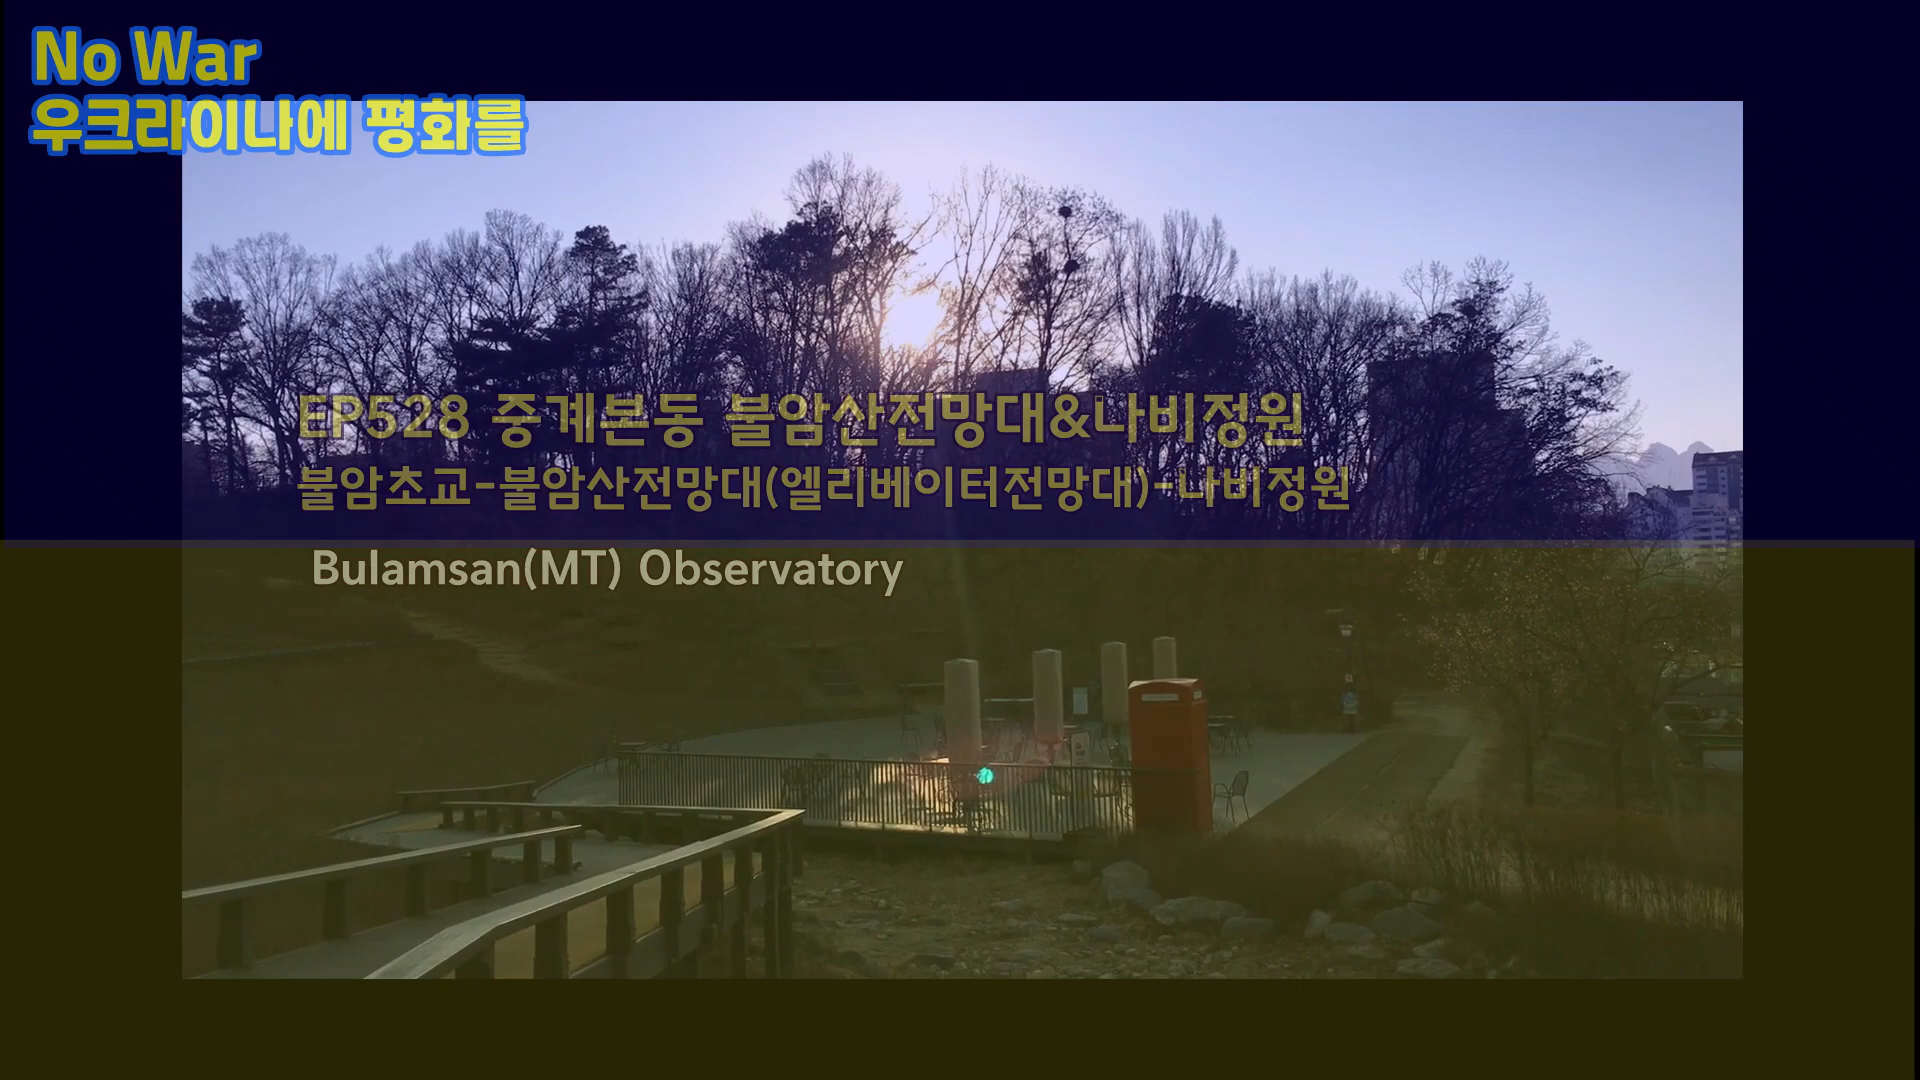 No War
우크라이나에 평화를
EP528 중계본동 불암산전망대&나비정원
불암초교-불암산전망대(엘리베이터전망대)-나비정원
Bulamsan(MT) Observatory